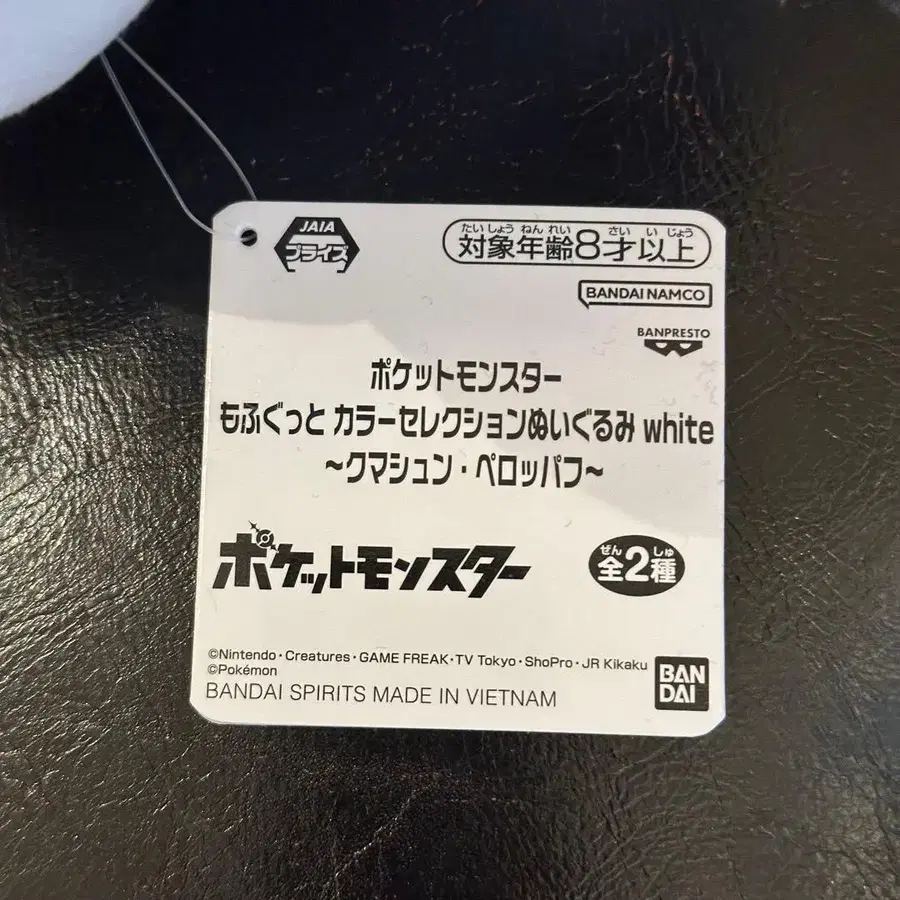 JAIA
プライズ
たいしょう ねん れい さい い じょう
対象年齢8才以上
BANDAI NAMCO
BANPRESTO
ポケットモンスター
もふぐっと カラーセレクションぬいぐるみ white
~クマシュン・ペロッパフ~
ポケットモンスター
ぜん しゅ
全2種
©Nintendo・Creatures・GAME FREAK・TV Tokyo・ShoPro・JR Kikaku
©Pokémon
BANDAI SPIRITS MADE IN VIETNAM
BAN
DAI